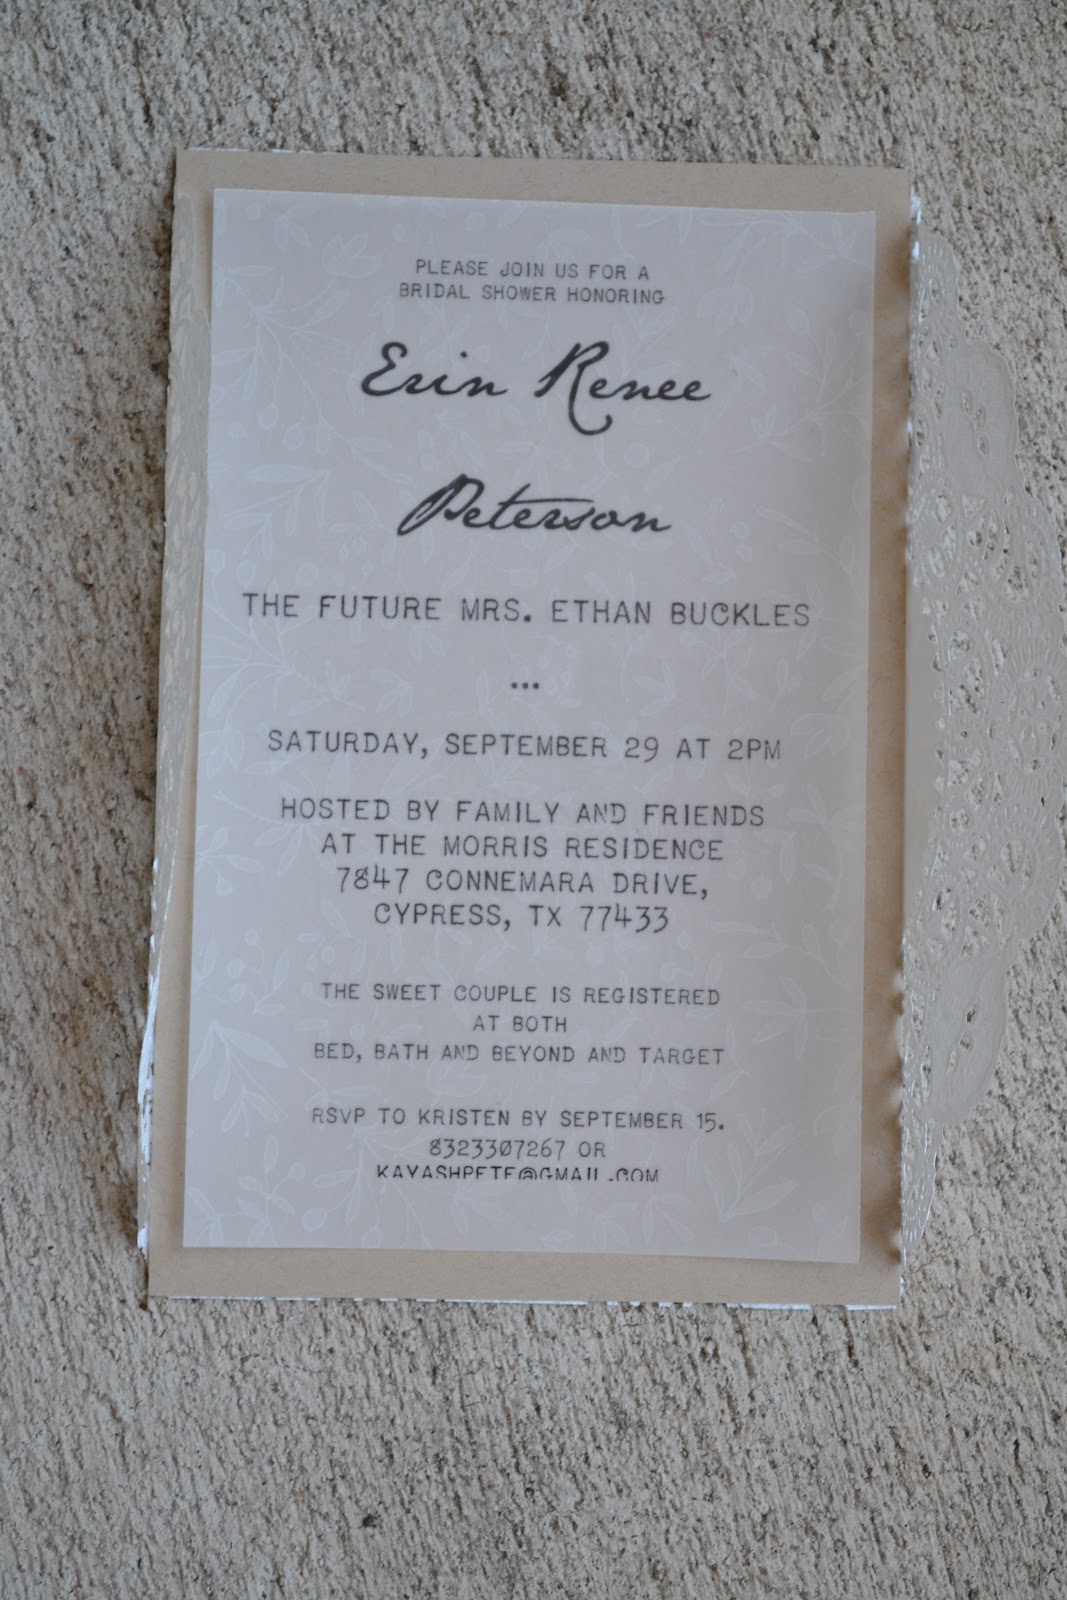 PLEASE JOIN US FOR A
BRIDAL SHOWER HONORING
Erin Renee
Peterson
THE FUTURE MRS. ETHAN BUCKLES
...
SATURDAY, SEPTEMBER 29 AT 2PM
HOSTED BY FAMILY AND FRIENDS
AT THE MORRIS RESIDENCE
7847 CONNEMARA DRIVE,
CYPRESS, TX 77433
THE SWEET COUPLE IS REGISTERED
AT BOTH
BED, BATH AND BEYOND AND TARGET
RSVP TO KRISTEN BY SEPTEMBER 15.
8323307267 OR
KAYASHPETE@GMAIL.COM